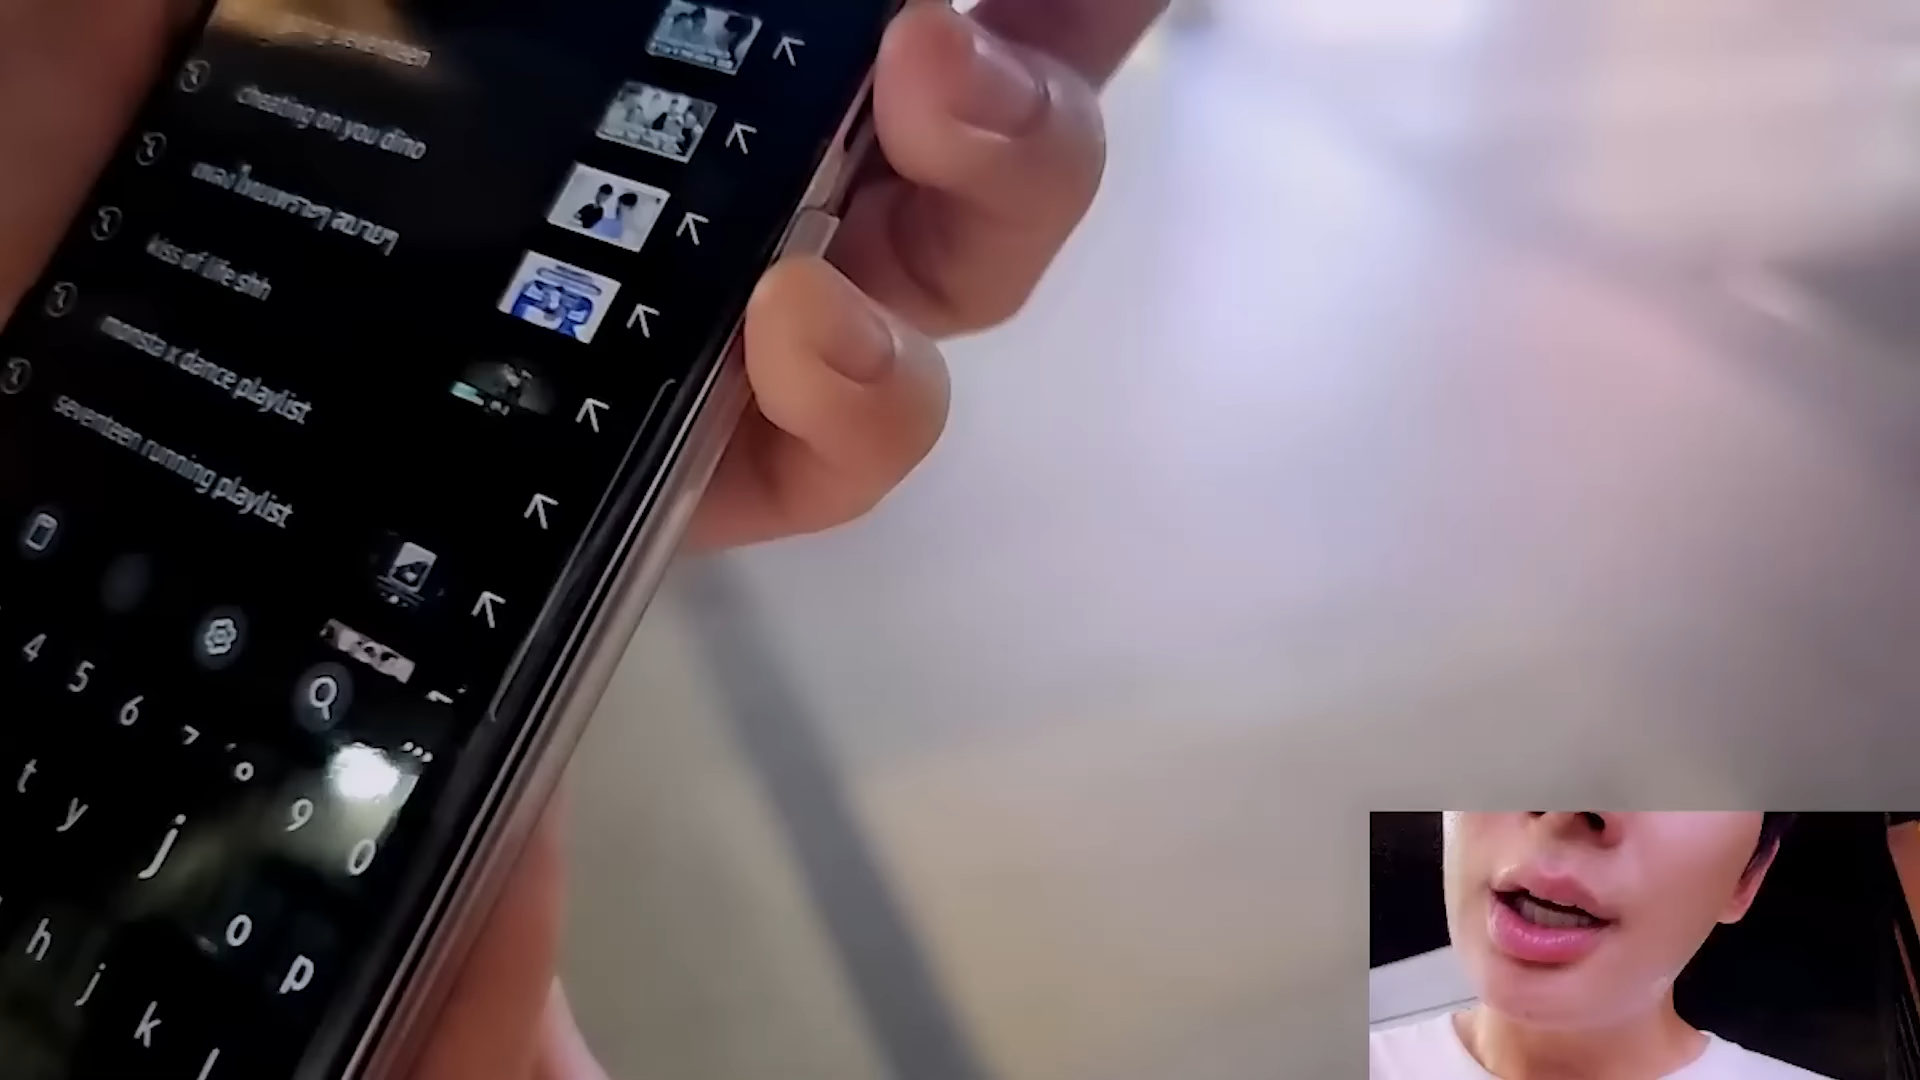 seventeen
cheating on you dino
เพลงไทยเพราะๆ สบายๆ
kiss of life shh
monsta x dance playlist
seventeen running playlist
4 5 6 7 9 0
t y j o p
h j k l